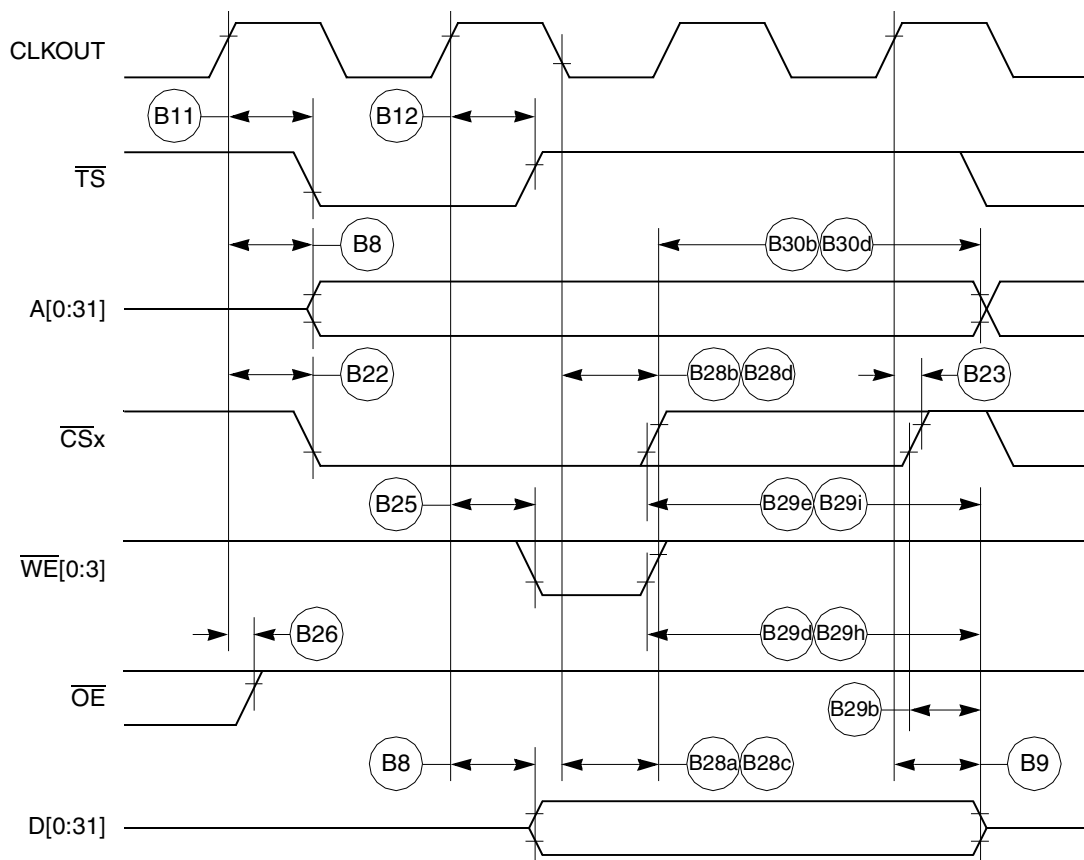 CLKOUT
B11
B12
TS
B8
B30b B30d
A[0:31]
B22
B28b B28d
B23
CSx
B25
B29e B29i
WE[0:3]
B26
B29d B29h
OE
B29b
B8
B28a B28c
B9
D[0:31]